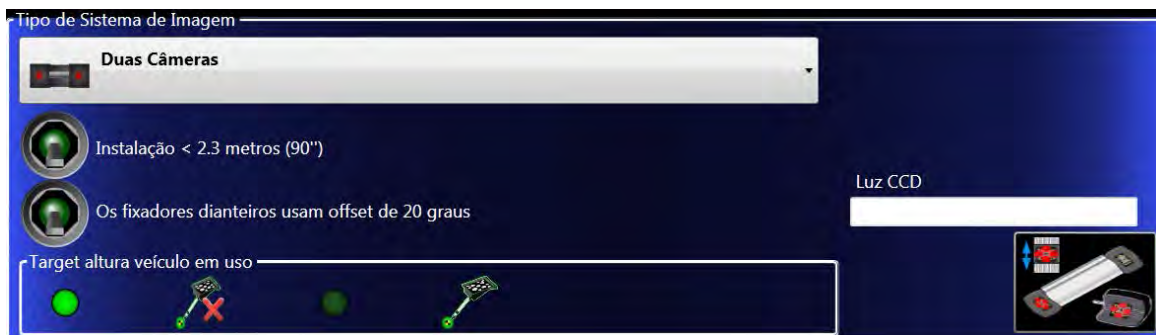 Tipo de Sistema de Imagem
Duas Câmeras
Instalação < 2.3 metros (90")
Os fixadores dianteiros usam offset de 20 graus
Luz CCD
Target altura veículo em uso